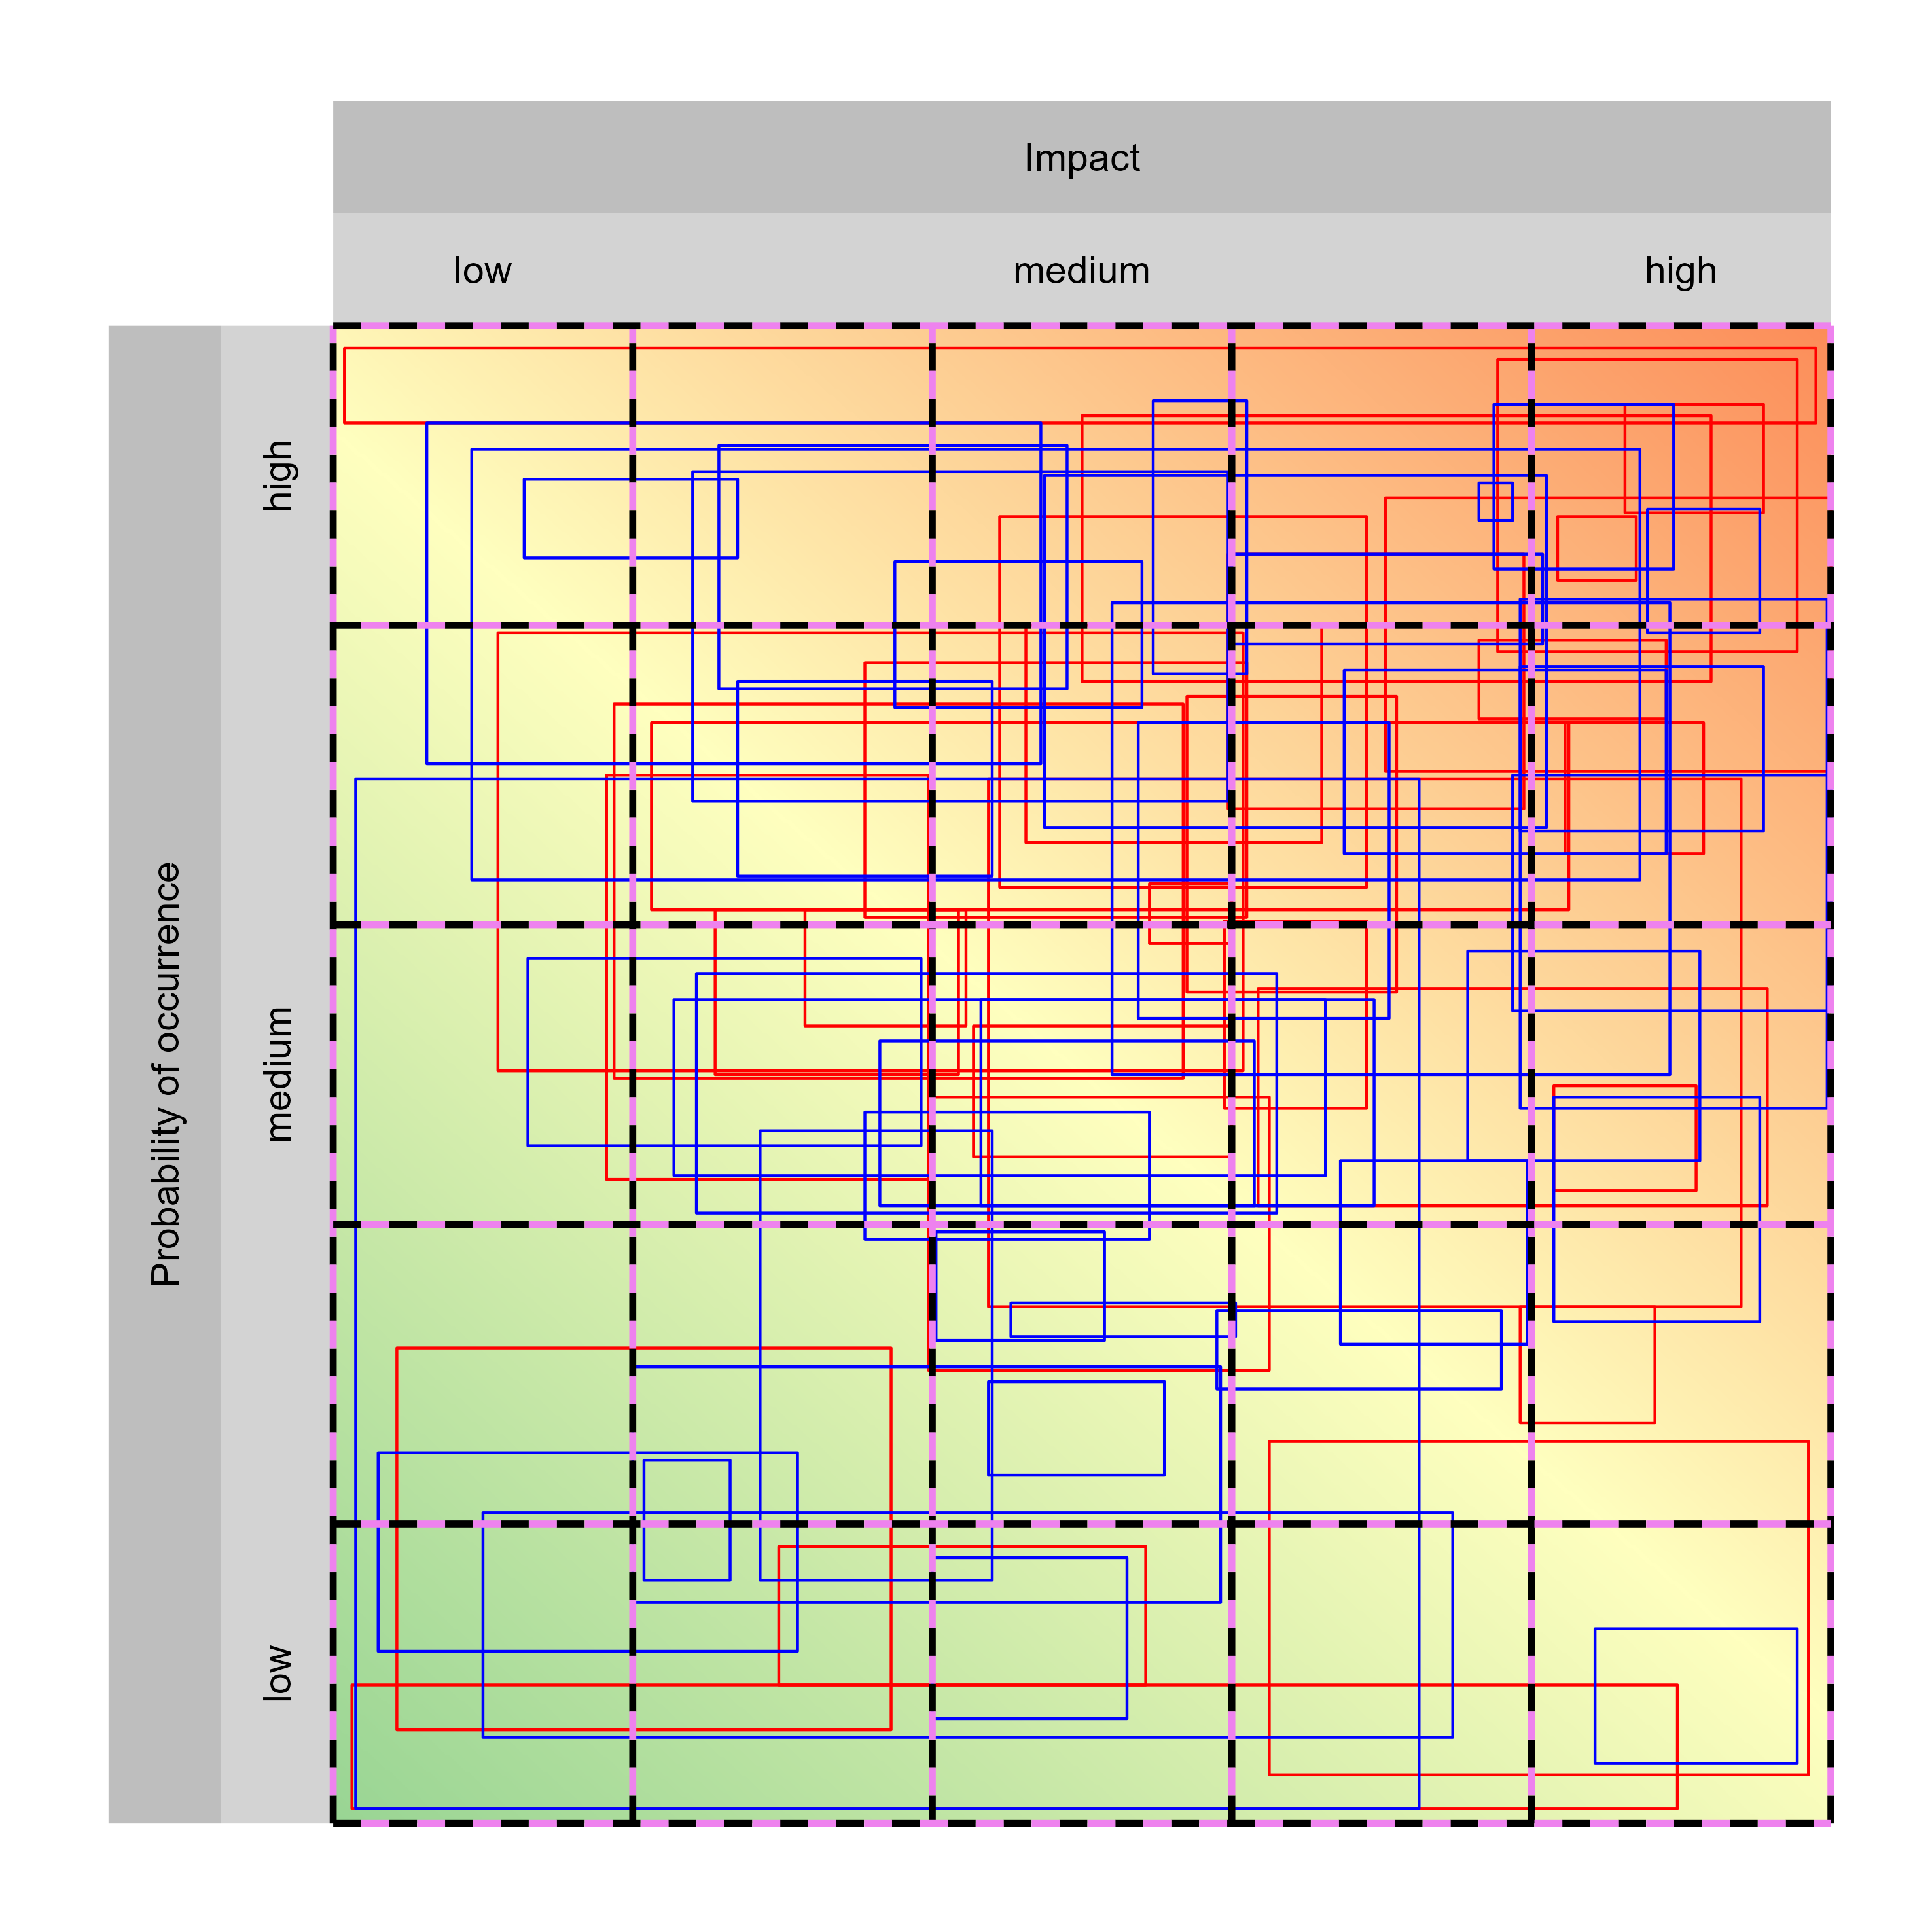 Impact
low
medium
high
Probability of occurrence
high
medium
low